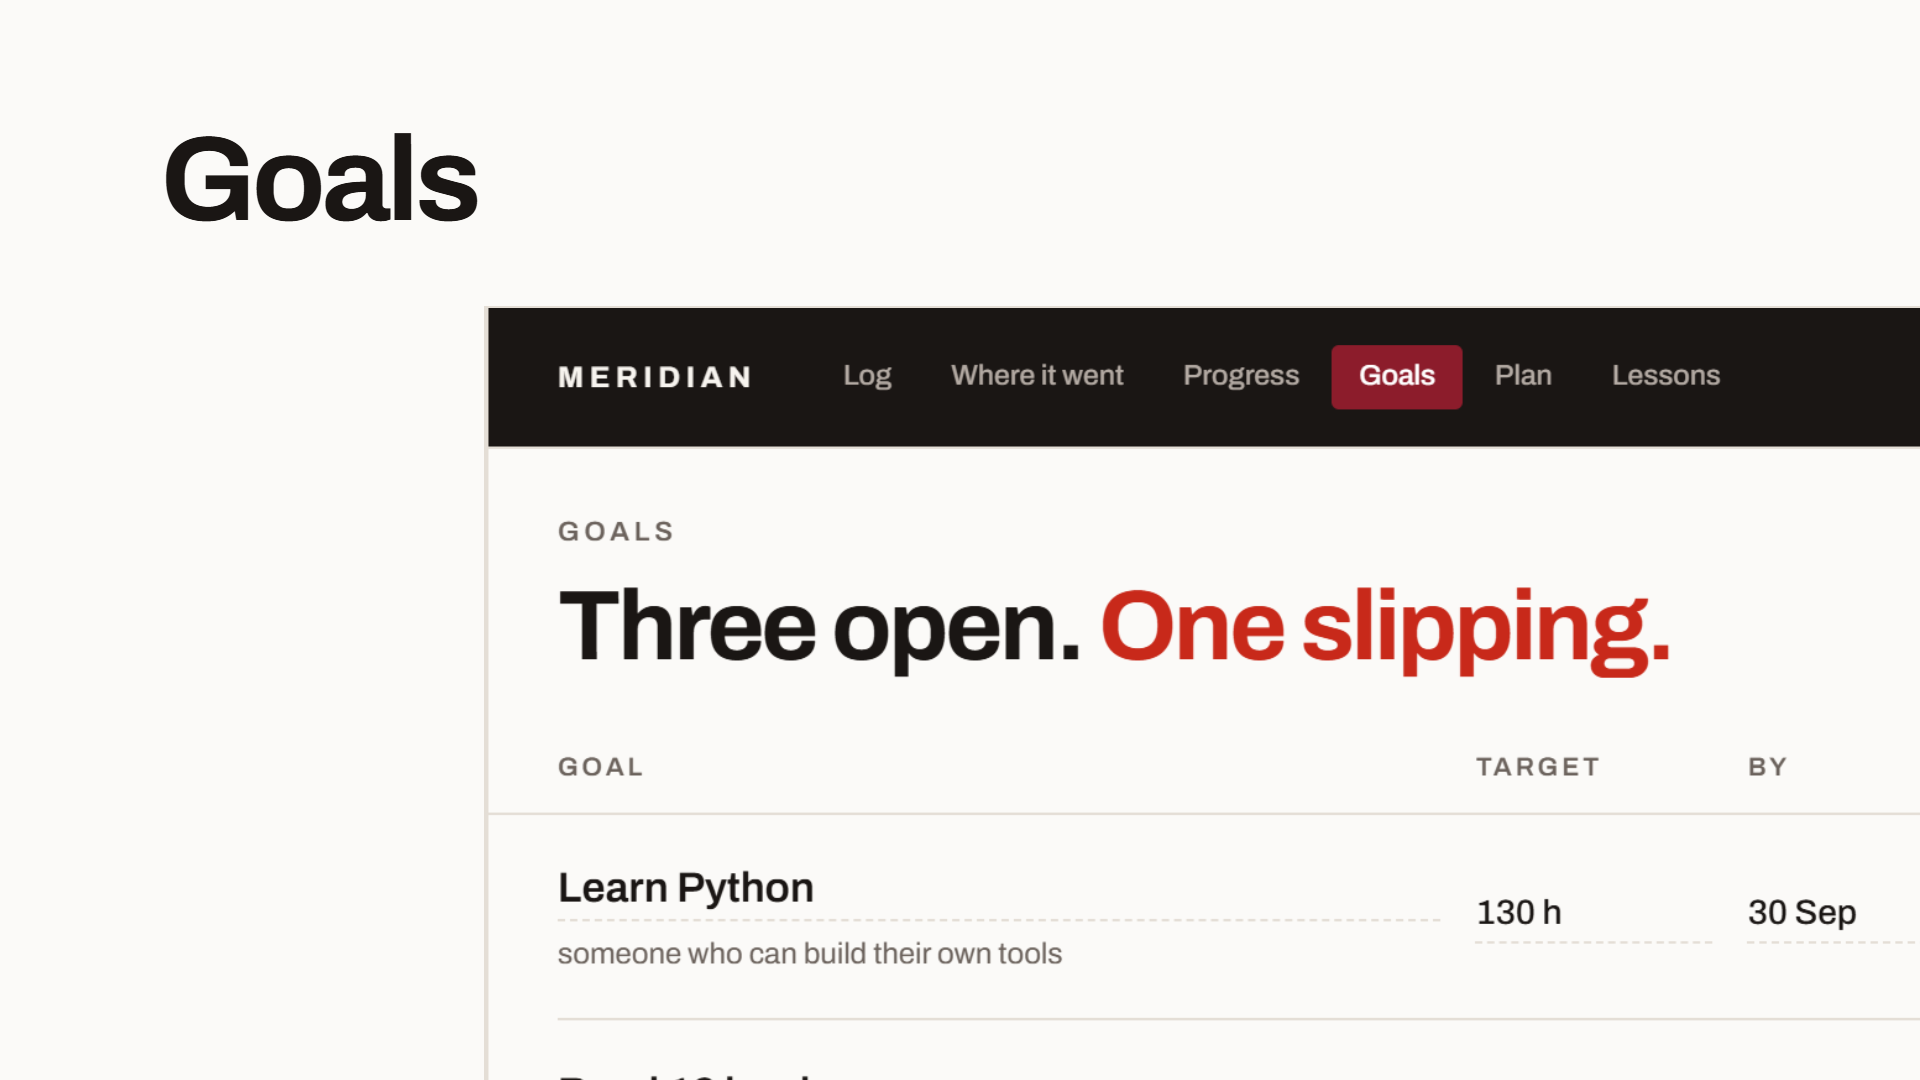 Goals
MERIDIAN Log Where it went Progress Goals Plan Lessons
GOALS
Three open. One slipping.
GOAL TARGET BY
Learn Python 130 h 30 Sep
someone who can build their own tools